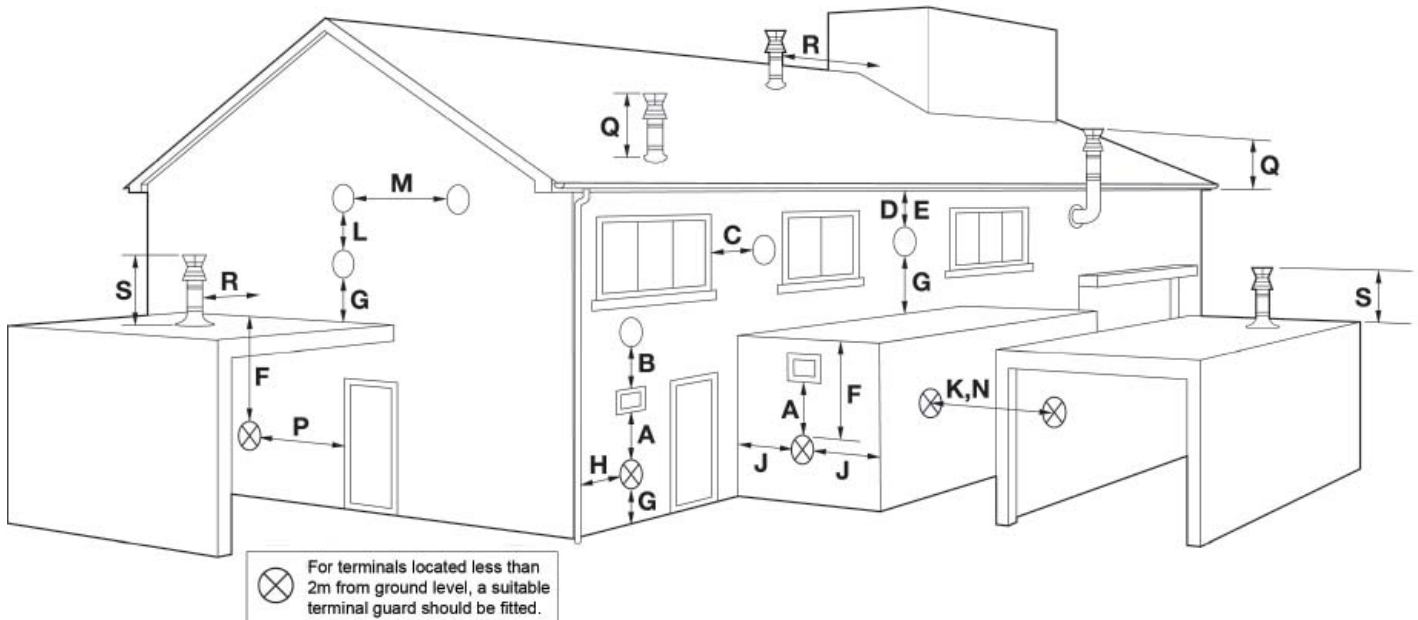 R
Q
Q
M
D E
C
L
G
G
S
R
S
B
F
F
K,N
A
A
P
J
J
H
G
For terminals located less than
2m from ground level, a suitable
terminal guard should be fitted.